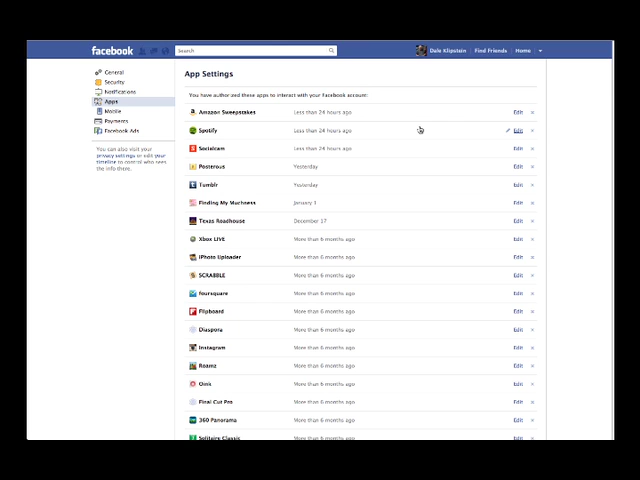 facebook
Search
Dale Klipstein Find Friends Home
General
Security
Notifications
Apps
Mobile
Payments
Facebook Ads
You can also visit your
privacy settings or edit your
timeline to control who sees
the info there.
App Settings
You have authorized these apps to interact with your Facebook account:
Amazon Sweepstakes Less than 24 hours ago Edit ×
Spotify Less than 24 hours ago Edit ×
Socialcam Less than 24 hours ago Edit ×
Posterous Yesterday Edit ×
Tumblr Yesterday Edit ×
Finding My Muchness January 1 Edit ×
Texas Roadhouse December 17 Edit ×
Xbox LIVE More than 6 months ago Edit ×
iPhoto Uploader More than 6 months ago Edit ×
SCRABBLE More than 6 months ago Edit ×
foursquare More than 6 months ago Edit ×
Flipboard More than 6 months ago Edit ×
Diaspora More than 6 months ago Edit ×
Instagram More than 6 months ago Edit ×
Roamz More than 6 months ago Edit ×
Oink More than 6 months ago Edit ×
Final Cut Pro More than 6 months ago Edit ×
360 Panorama More than 6 months ago Edit ×
Solitaire Classic More than 6 months ago Edit ×